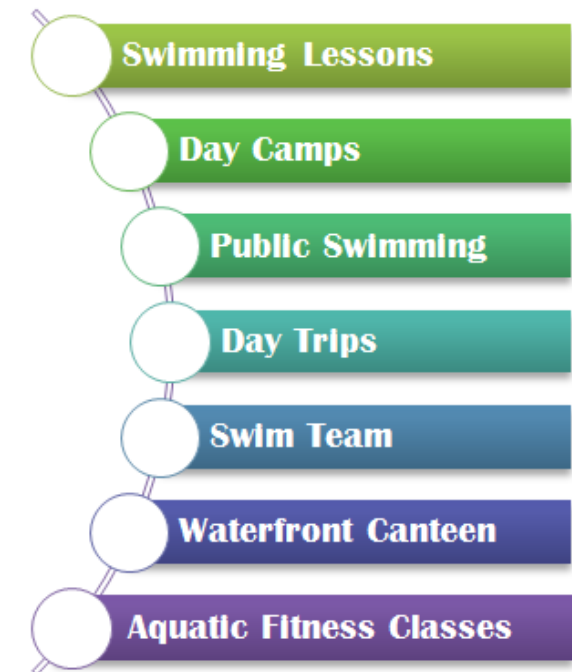 Swimming Lessons
Day Camps
Public Swimming
Day Trips
Swim Team
Waterfront Canteen
Aquatic Fitness Classes